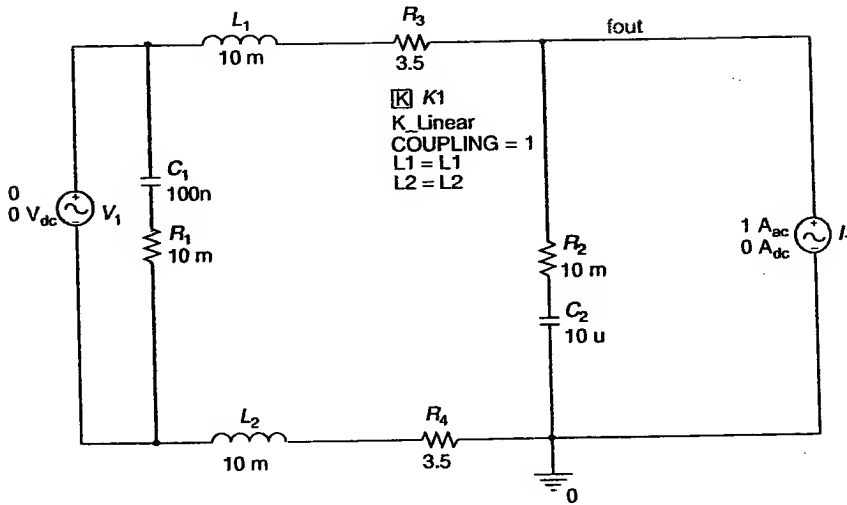 L1
10 m
R3
3.5
fout
K K1
K_Linear
COUPLING = 1
L1 = L1
L2 = L2
C1
100n
0
0 Vdc
V1
R1
10 m
R2
10 m
C2
10 u
1 Aac
0 Adc
L2
10 m
R4
3.5
0